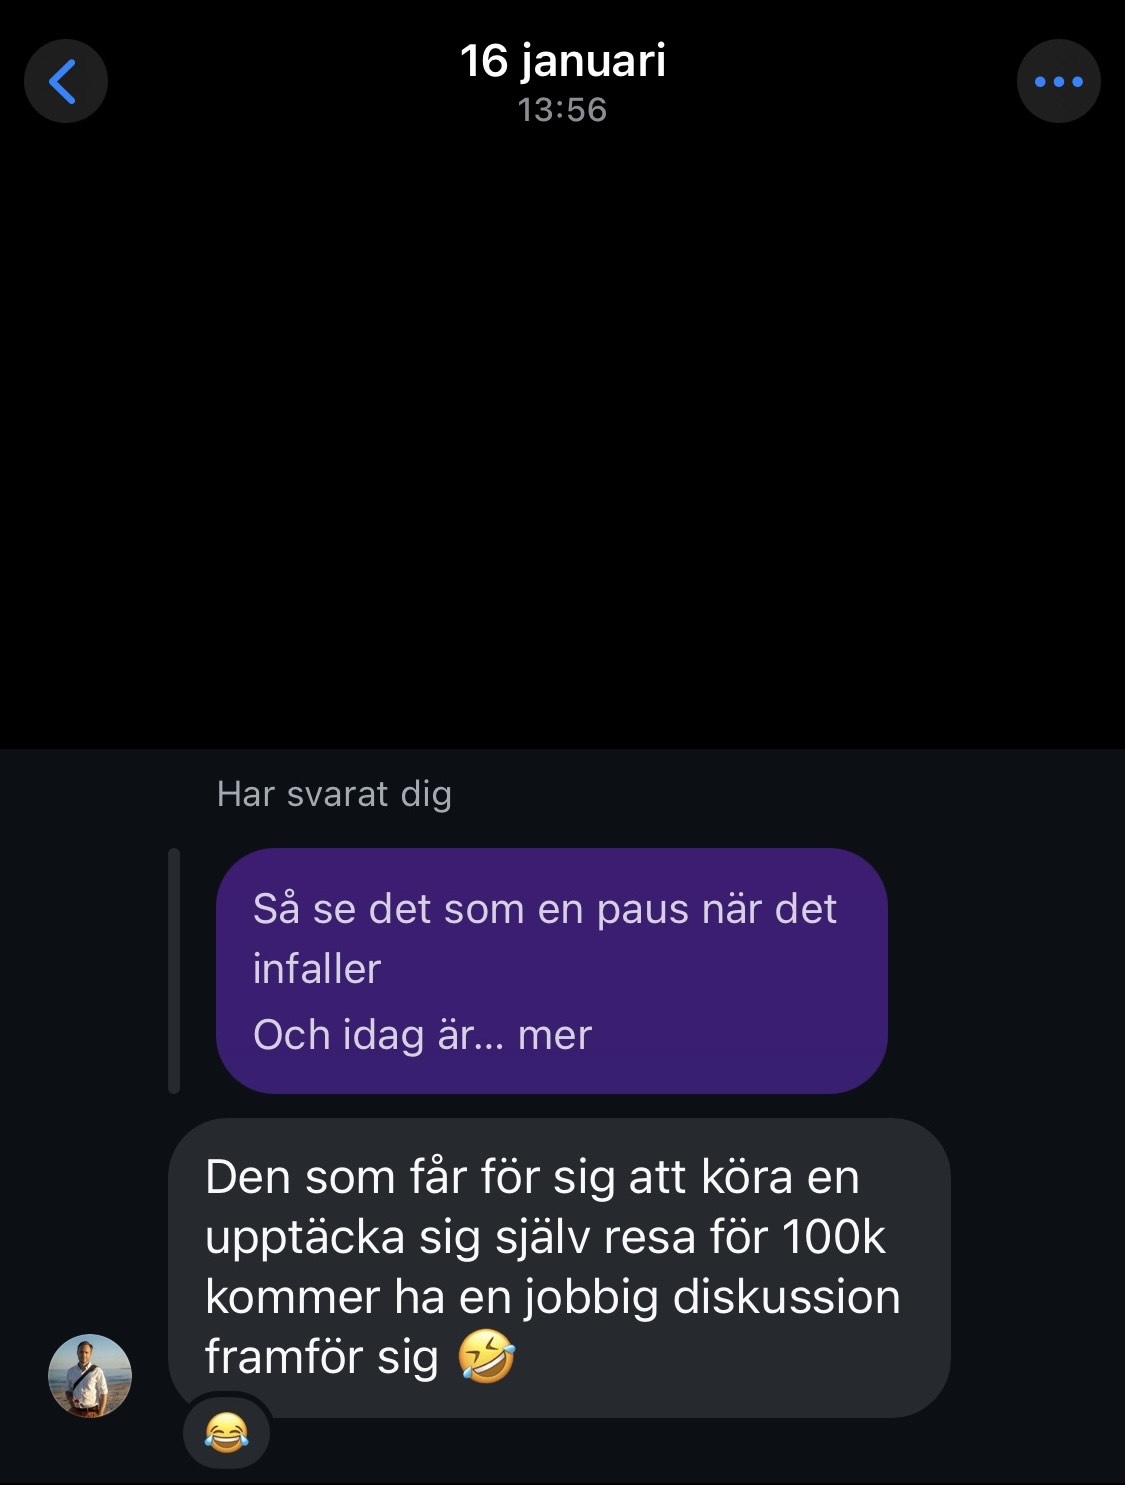 16 januari
13:56
Har svarat dig
Så se det som en paus när det
infaller
Och idag är... mer
Den som får för sig att köra en
upptäcka sig själv resa för 100k
kommer ha en jobbig diskussion
framför sig 🤣
😂